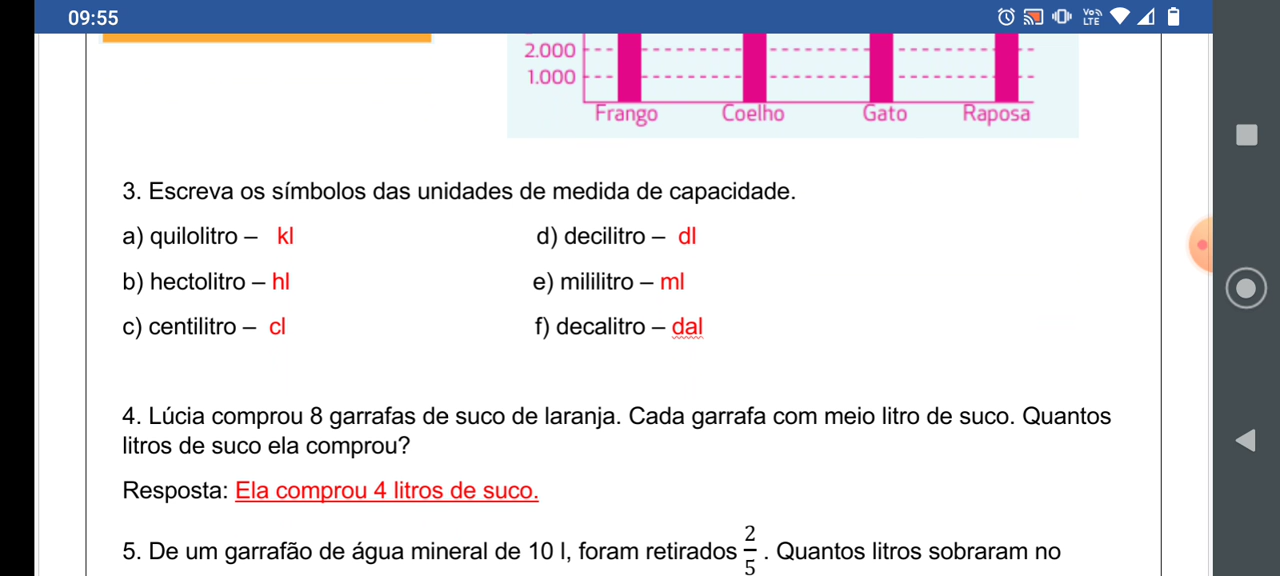 09:55
Vo LTE
2.000
1.000
Frango Coelho Gato Raposa
3. Escreva os símbolos das unidades de medida de capacidade.
a) quilolitro – kl d) decilitro – dl
b) hectolitro – hl e) mililitro – ml
c) centilitro – cl f) decalitro – dal
4. Lúcia comprou 8 garrafas de suco de laranja. Cada garrafa com meio litro de suco. Quantos
litros de suco ela comprou?
Resposta: Ela comprou 4 litros de suco.
5. De um garrafão de água mineral de 10 l, foram retirados 2/5 . Quantos litros sobraram no